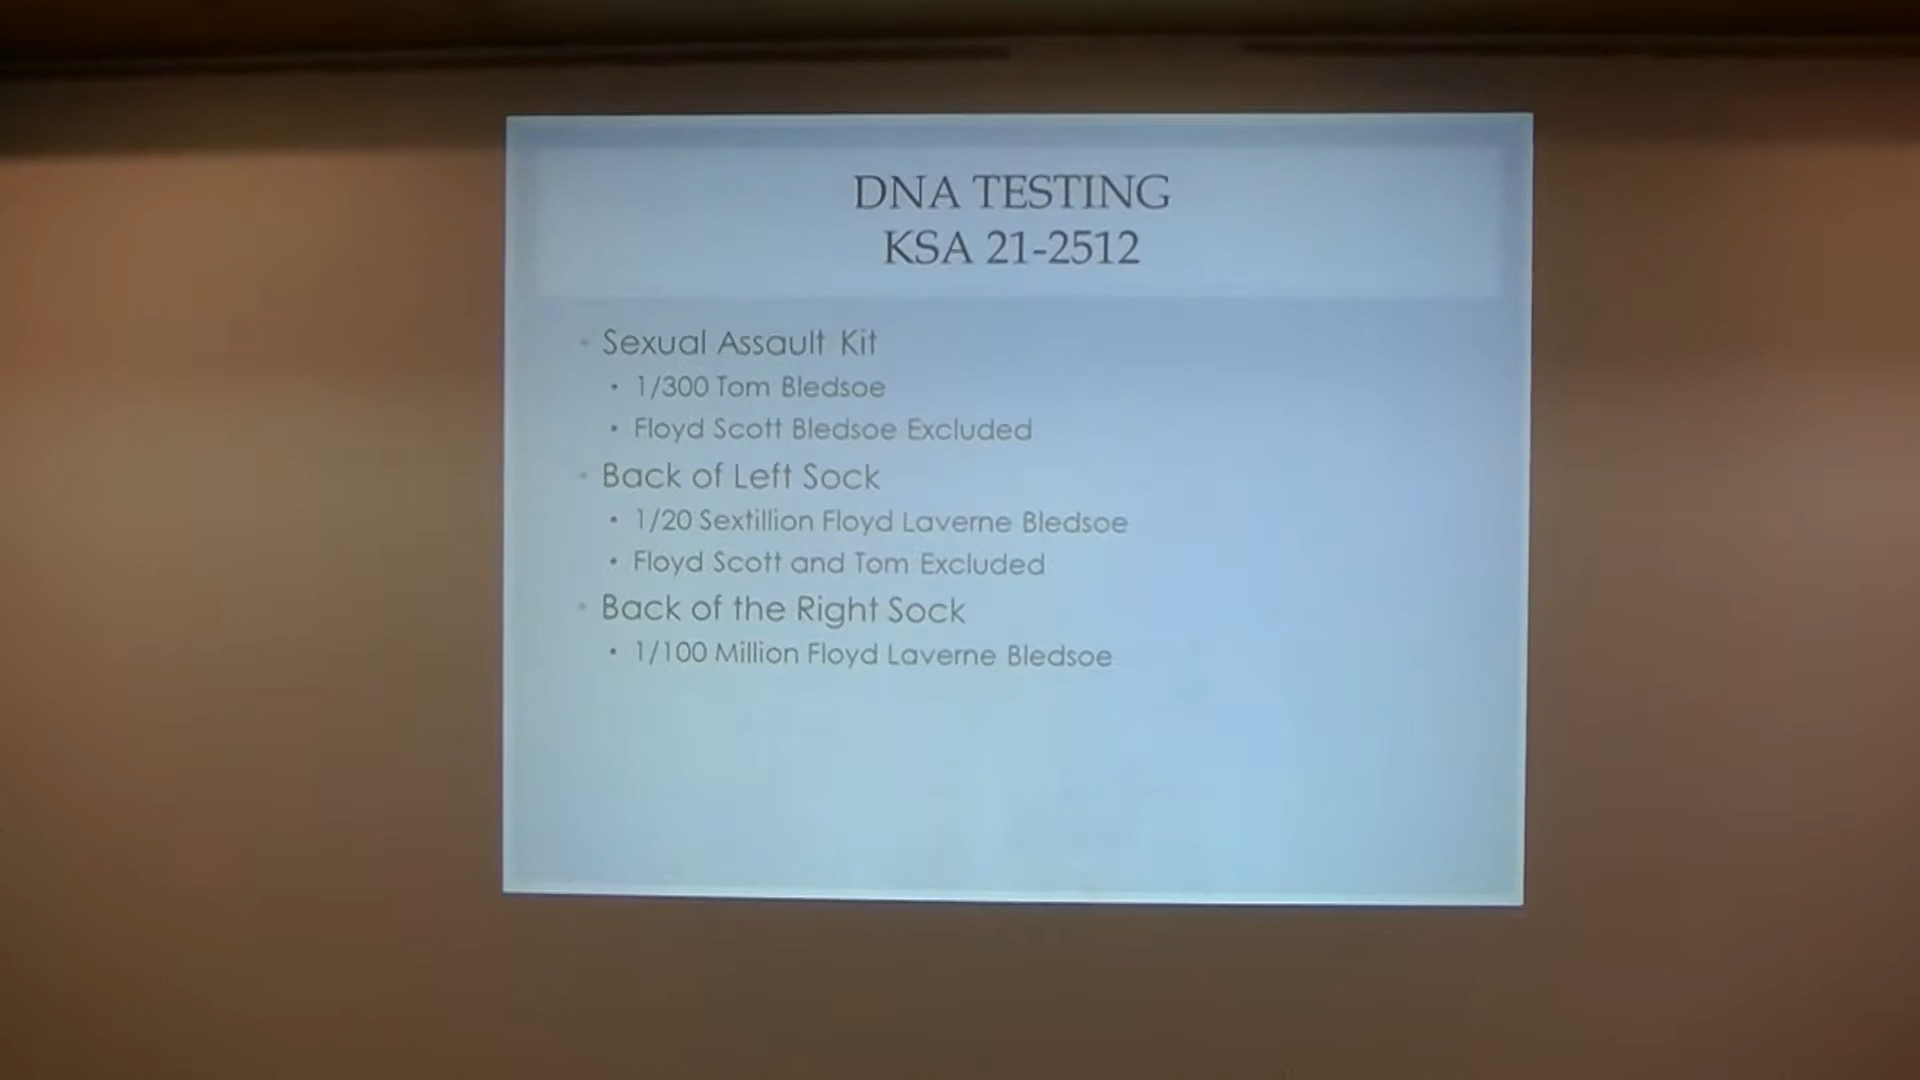 DNA TESTING
KSA 21-2512
• Sexual Assault Kit
• 1/300 Tom Bledsoe
• Floyd Scott Bledsoe Excluded
• Back of Left Sock
• 1/20 Sextillion Floyd Laverne Bledsoe
• Floyd Scott and Tom Excluded
• Back of the Right Sock
• 1/100 Million Floyd Laverne Bledsoe